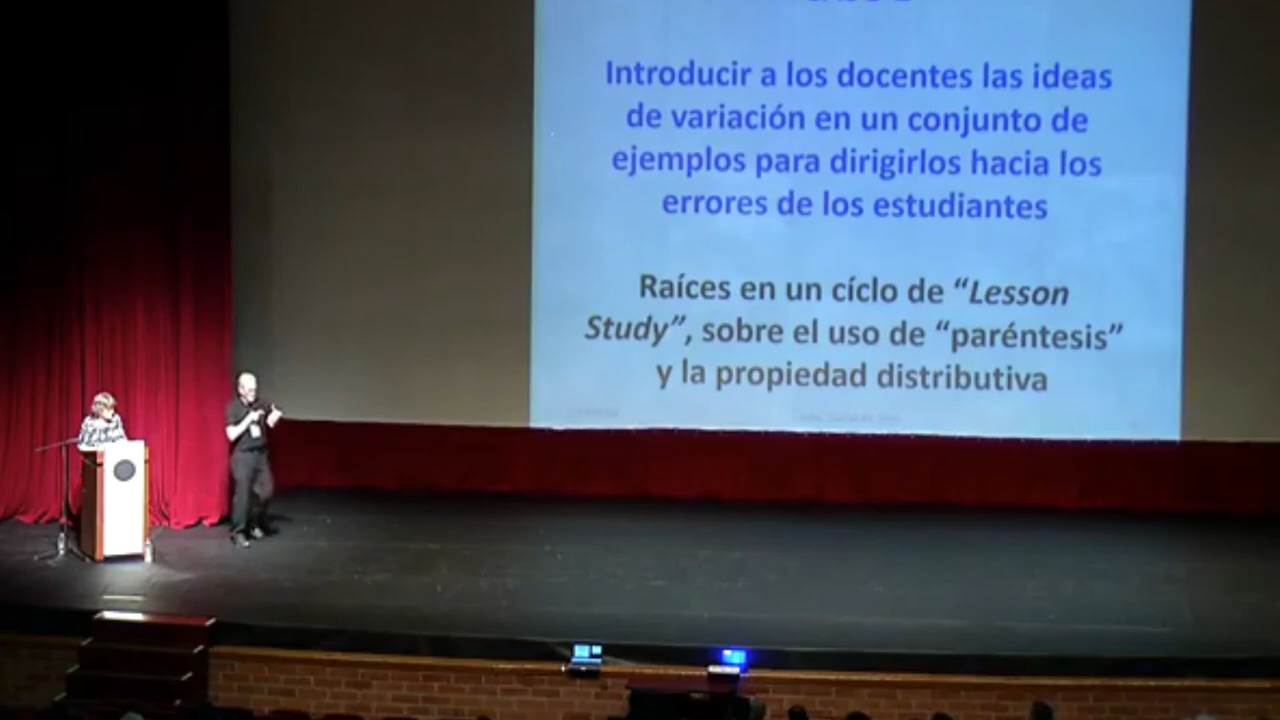 Introducir a los docentes las ideas
de variación en un conjunto de
ejemplos para dirigirlos hacia los
errores de los estudiantes
Raíces en un cíclo de “Lesson
Study”, sobre el uso de “paréntesis”
y la propiedad distributiva